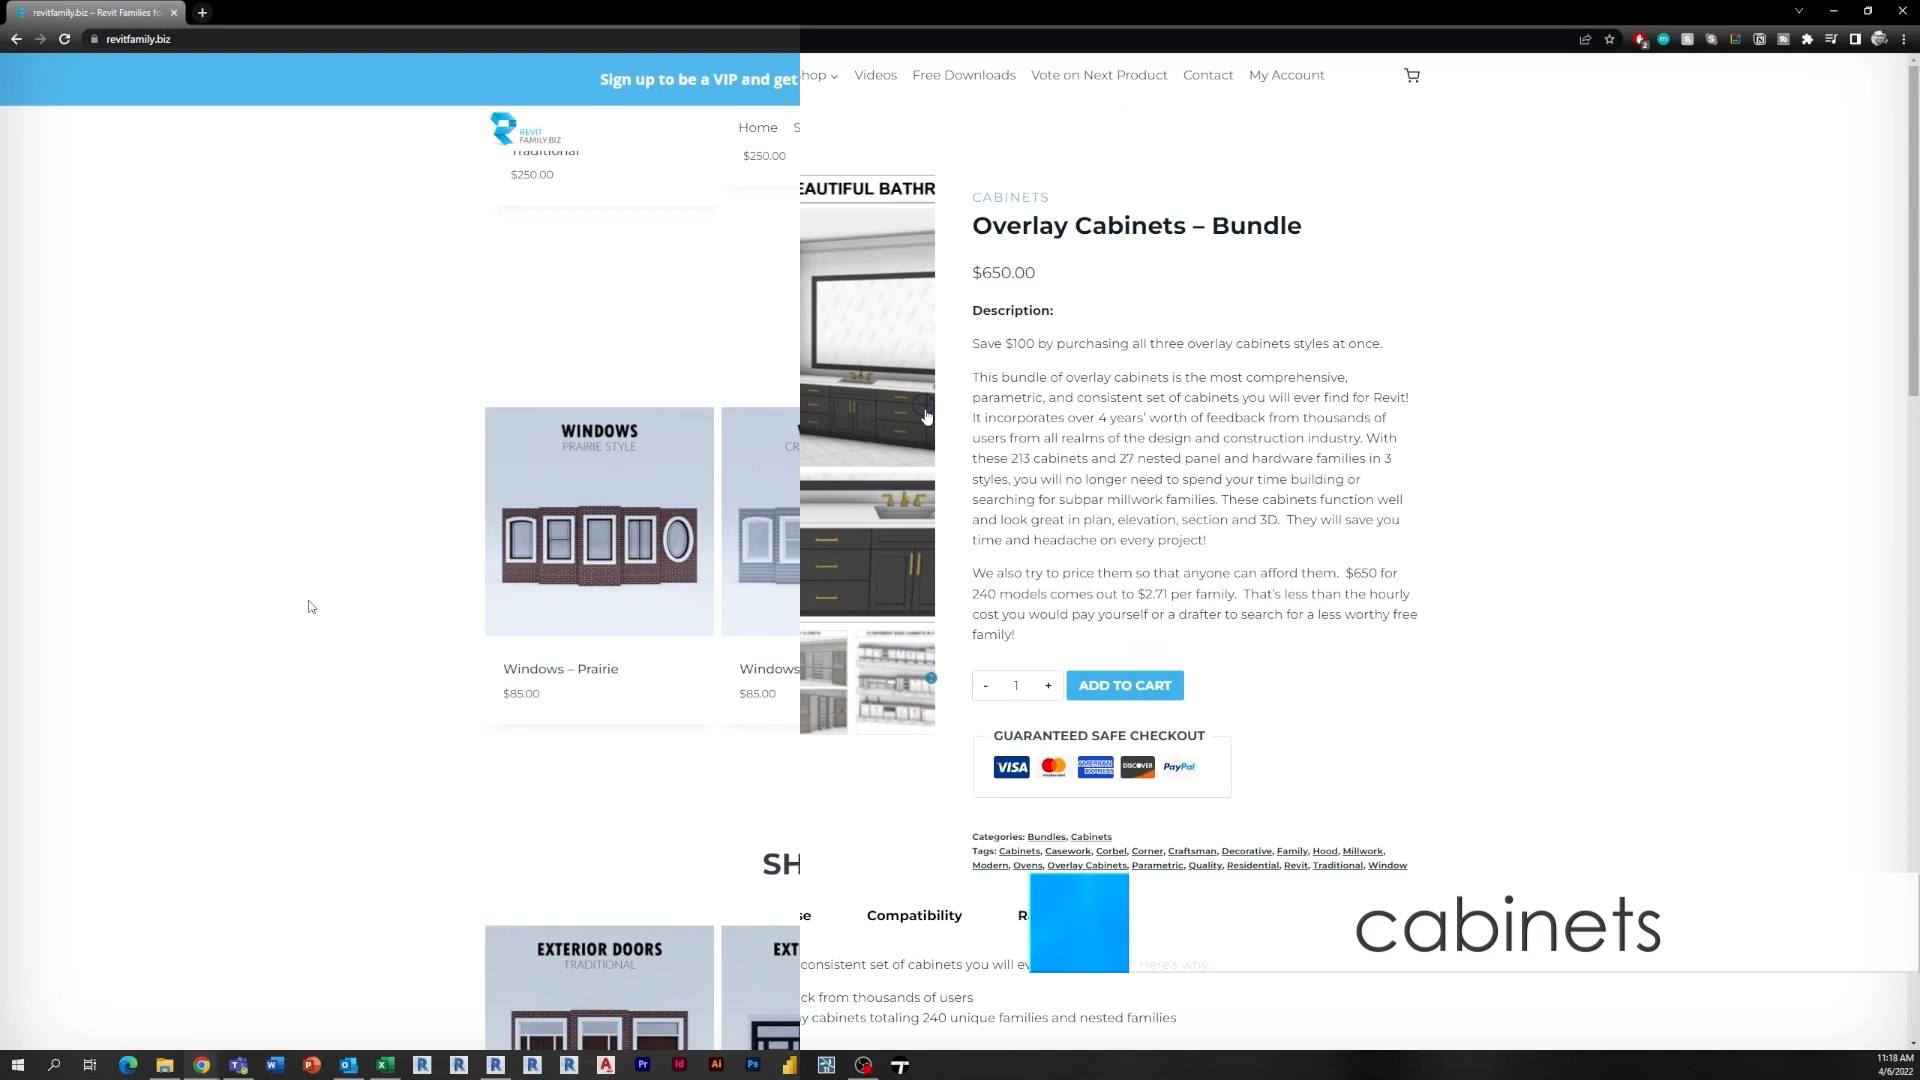 revitfamily.biz – Revit Families fo
revitfamily.biz
Sign up to be a VIP and get
REVIT
FAMILY.BIZ
Home S
Traditional
$250.00
$250.00
WINDOWS
PRAIRIE STYLE
CR
Windows – Prairie
$85.00
Windows
$85.00
SH
EXTERIOR DOORS
TRADITIONAL
EXT
hop
Videos
Free Downloads
Vote on Next Product
Contact
My Account
EAUTIFUL BATHR
CABINETS
Overlay Cabinets – Bundle
$650.00
Description:
Save $100 by purchasing all three overlay cabinets styles at once.
This bundle of overlay cabinets is the most comprehensive,
parametric, and consistent set of cabinets you will ever find for Revit!
It incorporates over 4 years’ worth of feedback from thousands of
users from all realms of the design and construction industry. With
these 213 cabinets and 27 nested panel and hardware families in 3
styles, you will no longer need to spend your time building or
searching for subpar millwork families. These cabinets function well
and look great in plan, elevation, section and 3D. They will save you
time and headache on every project!
We also try to price them so that anyone can afford them. $650 for
240 models comes out to $2.71 per family. That’s less than the hourly
cost you would pay yourself or a drafter to search for a less worthy free
family!
- 1 +
ADD TO CART
GUARANTEED SAFE CHECKOUT
VISA
mastercard
AMERICAN EXPRESS
DISCOVER
PayPal
Categories: Bundles, Cabinets
Tags: Cabinets, Casework, Corbel, Corner, Craftsman, Decorative, Family, Hood, Millwork,
Modern, Ovens, Overlay Cabinets, Parametric, Quality, Residential, Revit, Traditional, Window
se
Compatibility
R
cabinets
consistent set of cabinets you will ev
Here's why:
ck from thousands of users
y cabinets totaling 240 unique families and nested families
11:18 AM
4/6/2022